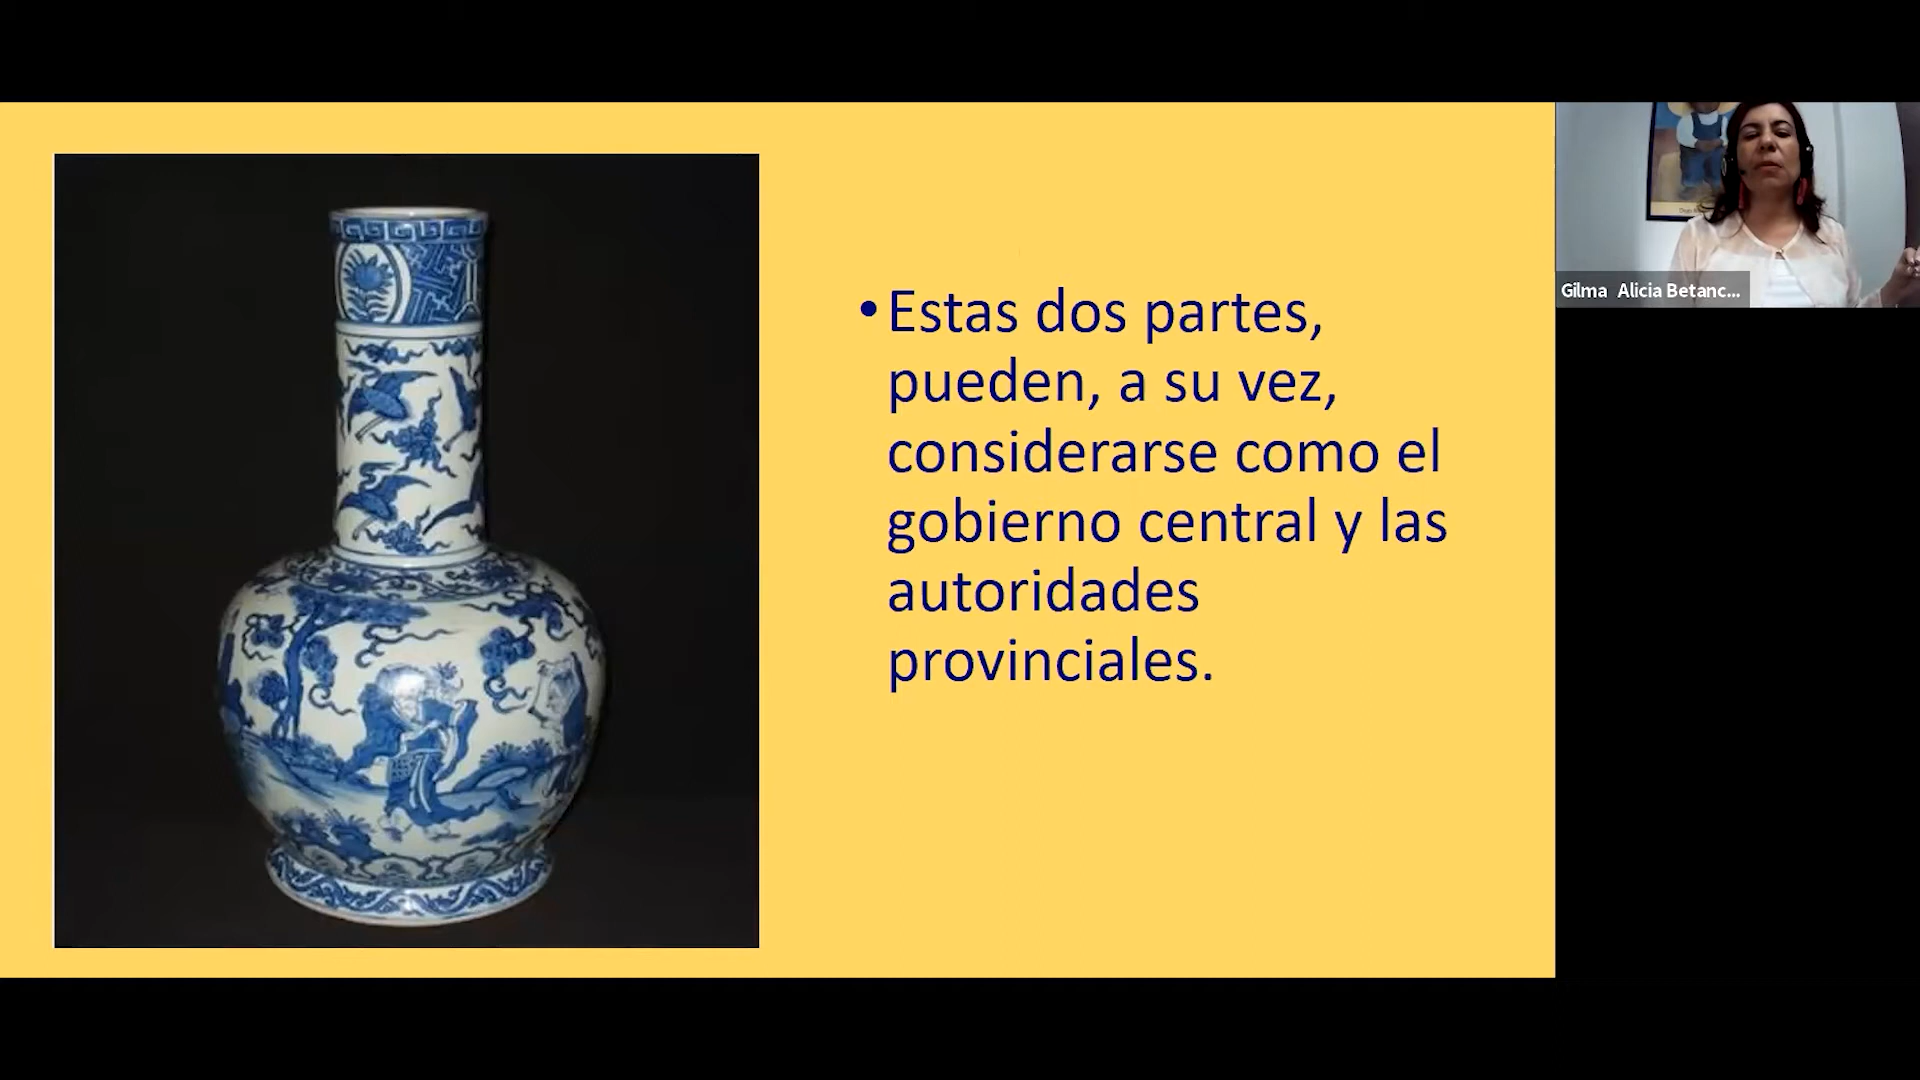 • Estas dos partes,
pueden, a su vez,
considerarse como el
gobierno central y las
autoridades
provinciales.
Gilma Alicia Betanc...